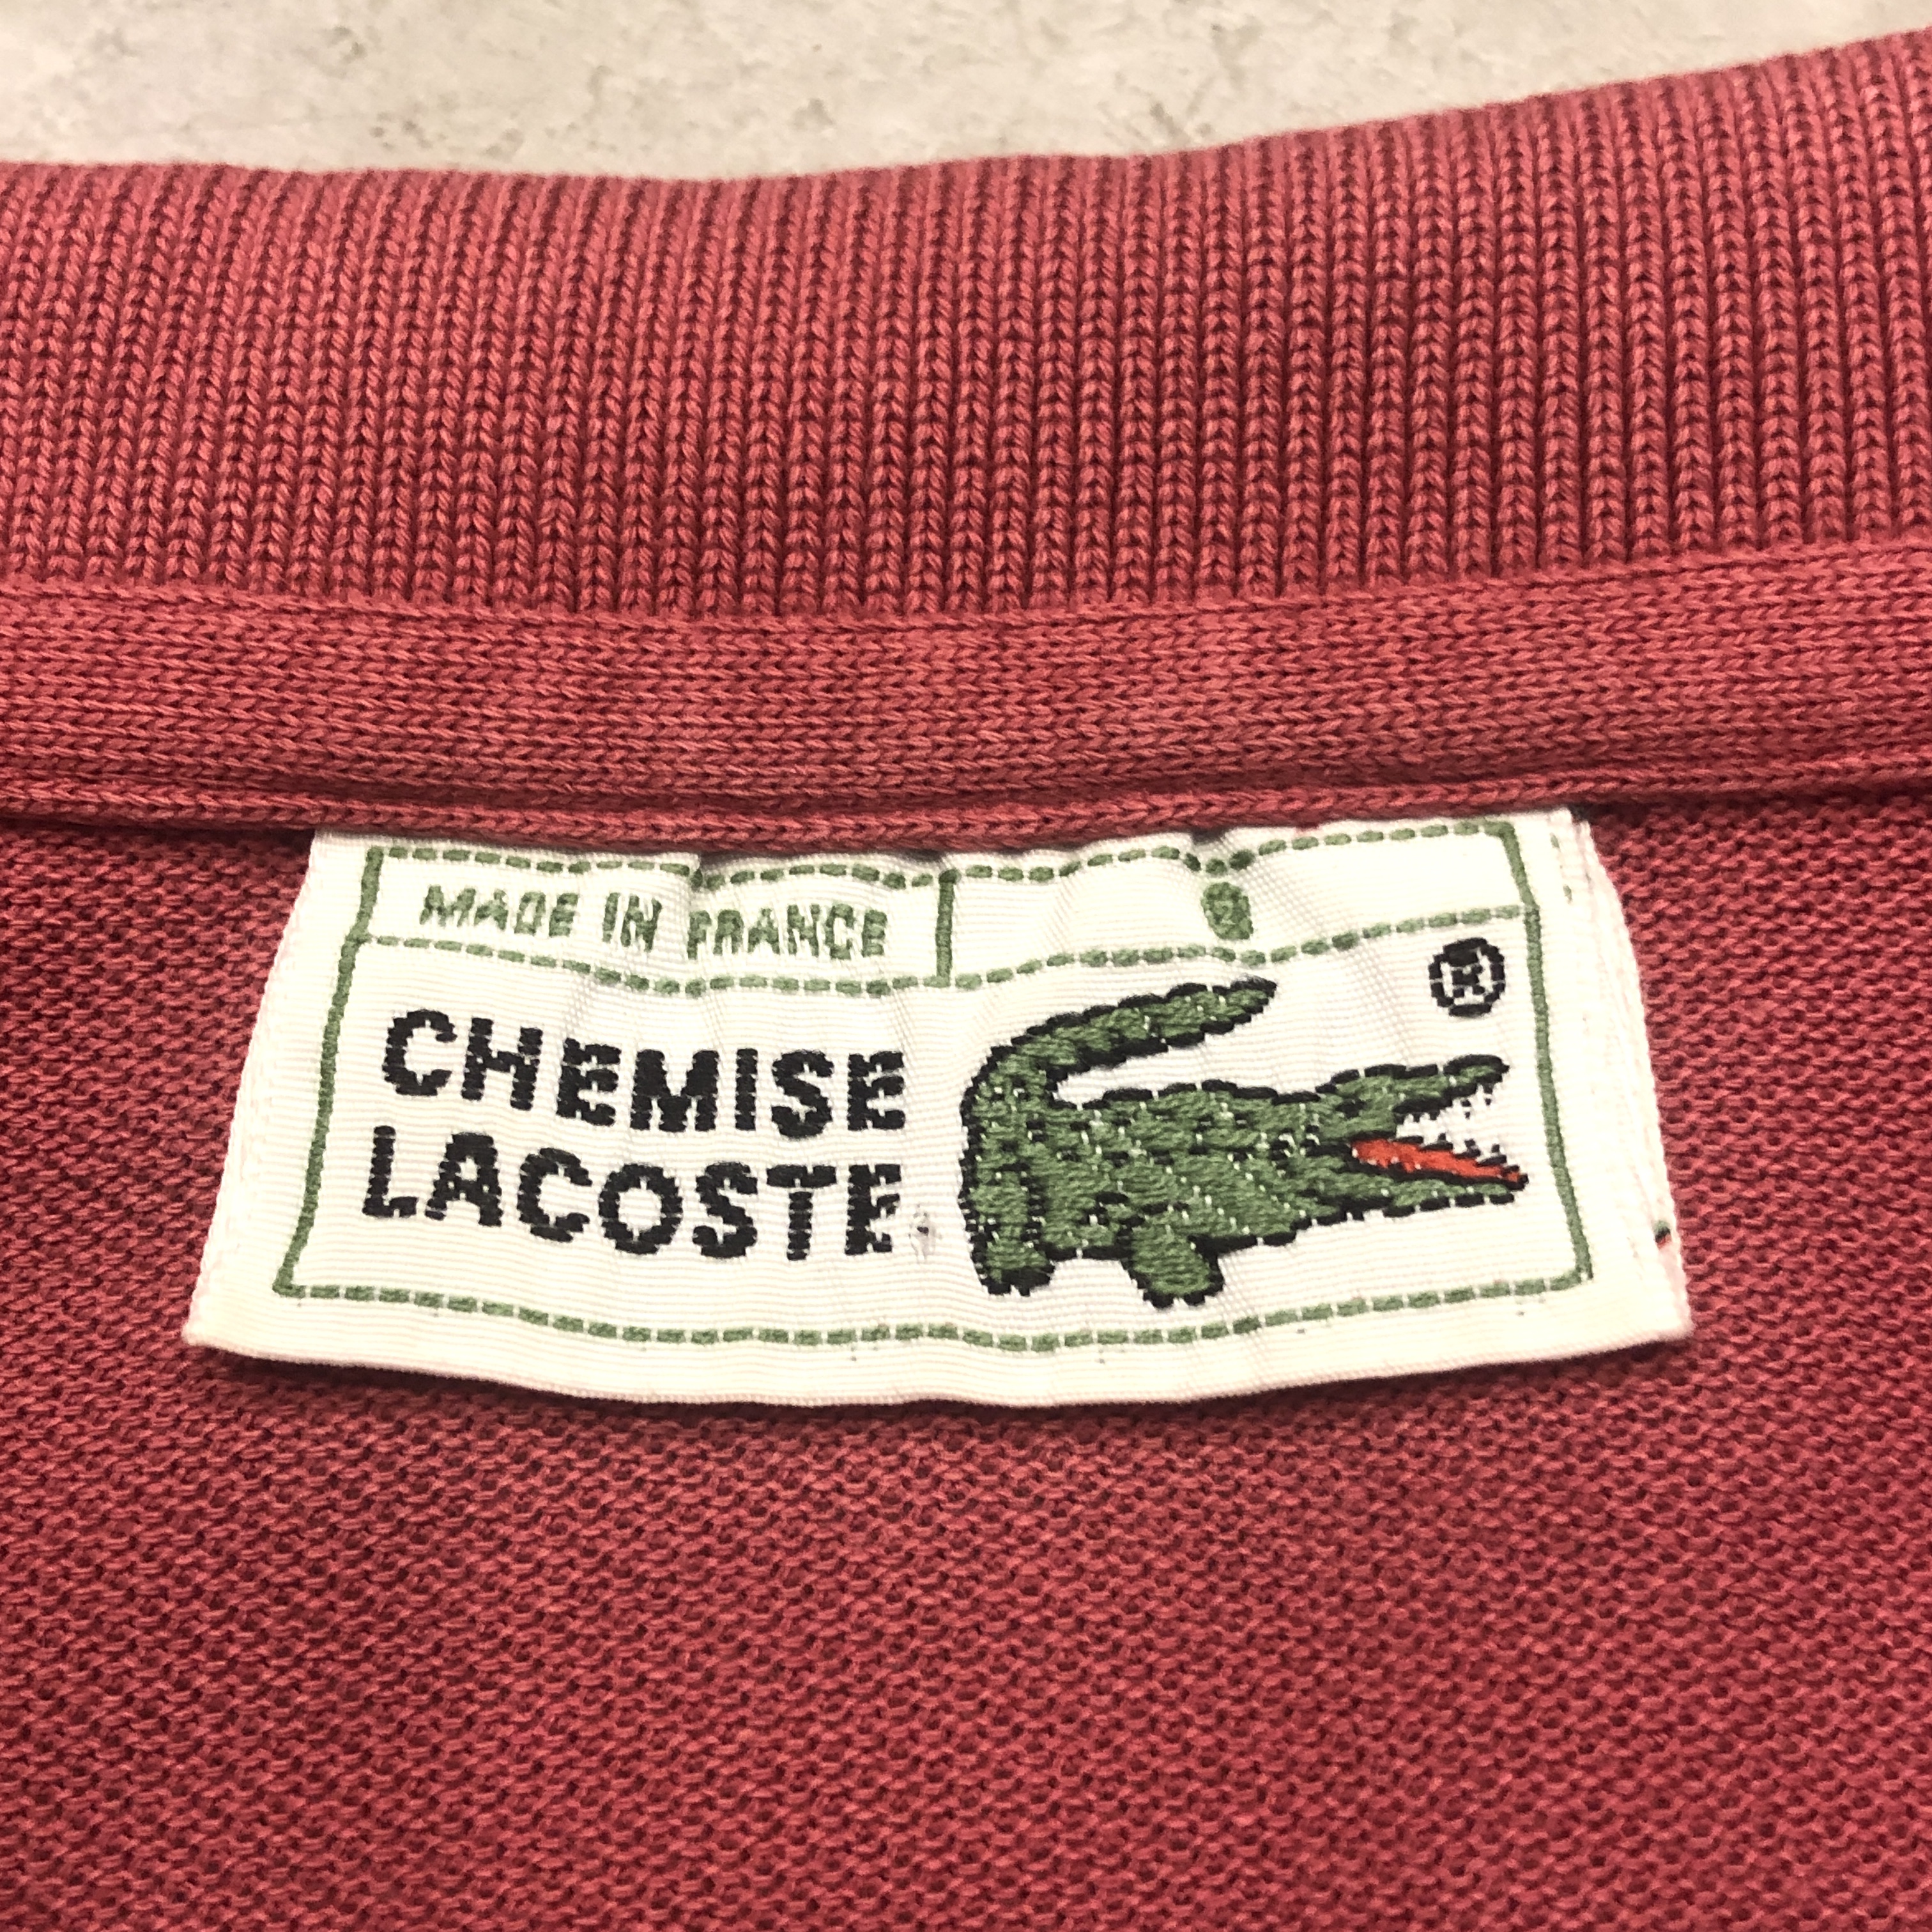 MADE IN FRANCE
CHEMISE
LACOSTE
®